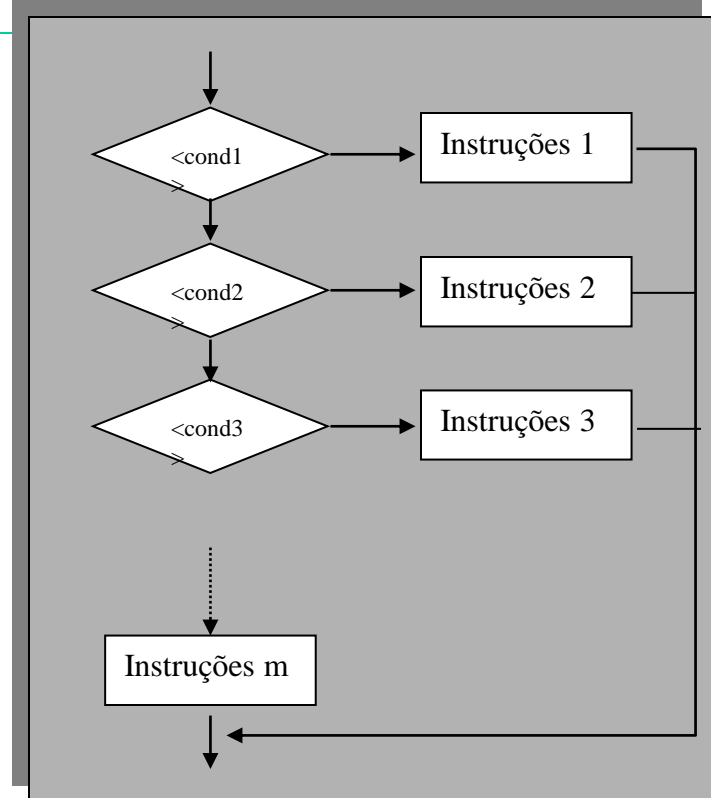 <cond1
>
Instruções 1
<cond2
>
Instruções 2
<cond3
>
Instruções 3
Instruções m